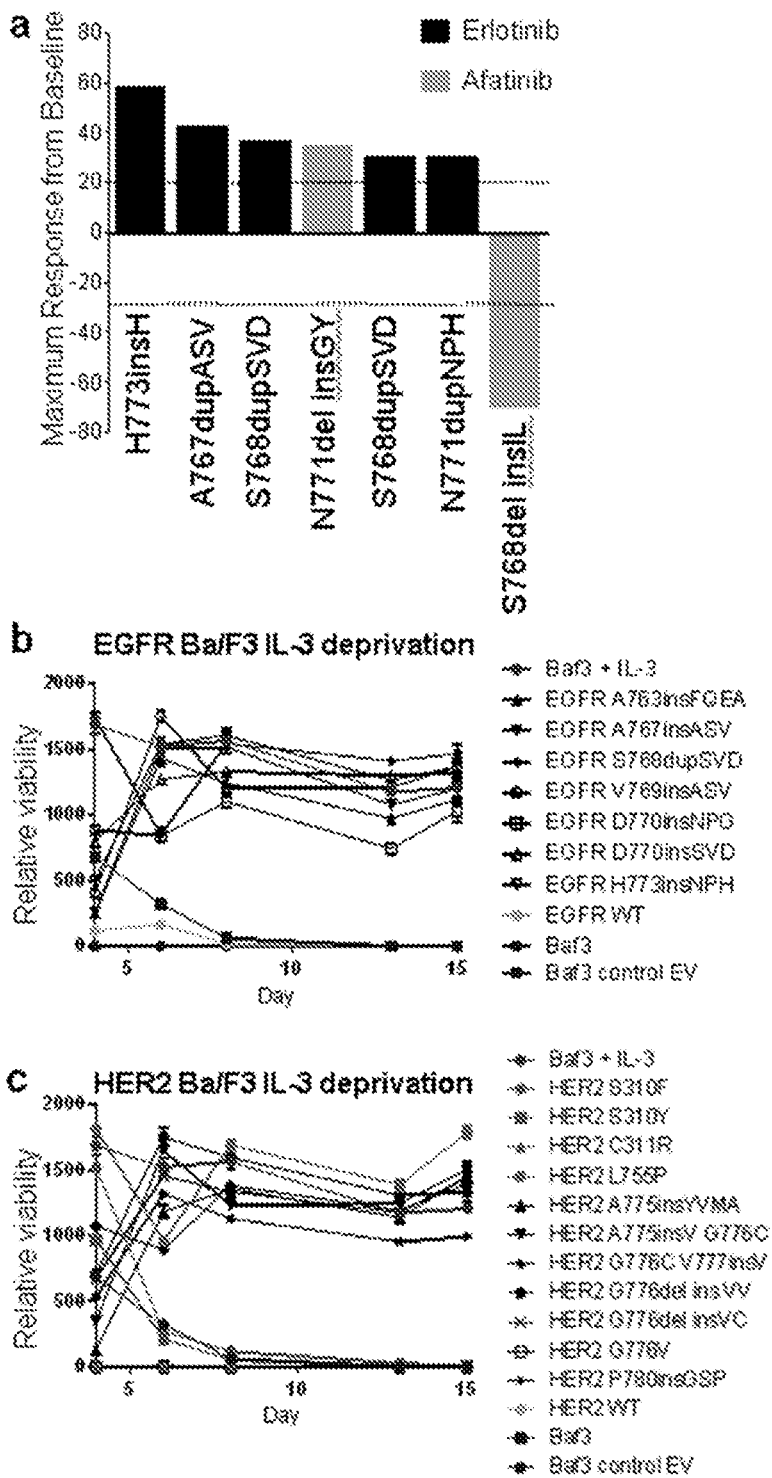 a
Erlotinib
Afatinib
Maximum Response from Baseline
80
60
40
20
0
-20
-40
-60
-80
H773insH
A767dupASV
S768dupSVD
N771del insGY
S768dupSVD
N771dupNPH
S768del insIL
b EGFR Ba/F3 IL-3 deprivation
Relative viability
2000
1500
1000
500
0
5
10
15
Day
Baf3 + IL-3
EGFR A763insFQEA
EGFR A767insASV
EGFR S768dupSVD
EGFR V769insASV
EGFR D770insNPG
EGFR D770insSVD
EGFR H773insNPH
EGFR WT
Baf3
Baf3 control EV
c HER2 Ba/F3 IL-3 deprivation
Relative viability
2000
1500
1000
500
0
5
10
15
Day
Baf3 + IL-3
HER2 S310F
HER2 S310Y
HER2 C311R
HER2 L755P
HER2 A775insYVMA
HER2 A775insV G776C
HER2 G776C V777insV
HER2 G776del insVV
HER2 G776del insVC
HER2 G776V
HER2 P780insGSP
HER2 WT
Baf3
Baf3 control EV